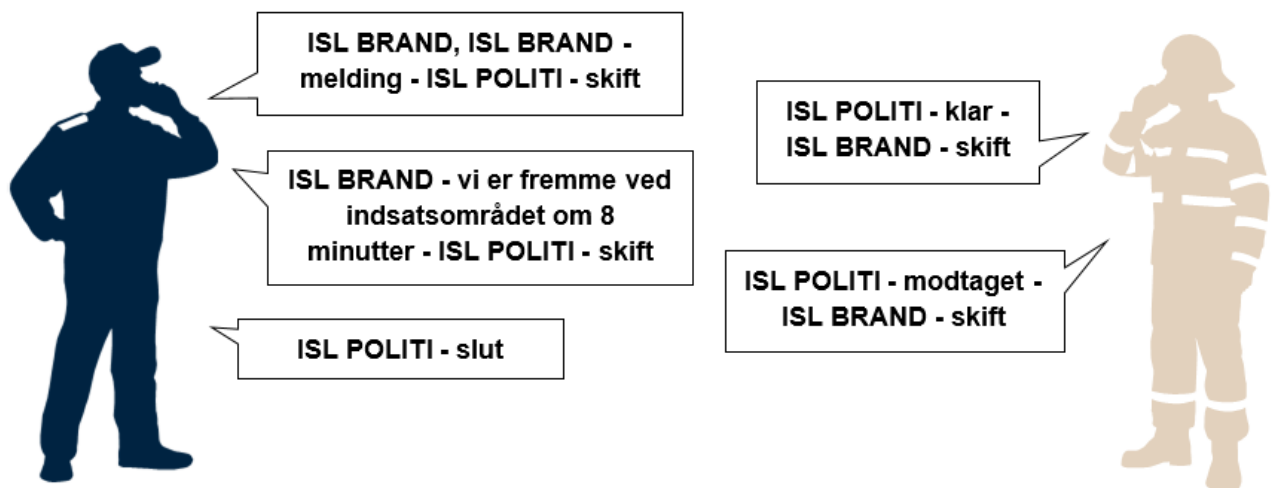 ISL BRAND, ISL BRAND -
melding - ISL POLITI - skift
ISL POLITI - klar -
ISL BRAND - skift
ISL BRAND - vi er fremme ved
indsatsområdet om 8
minutter - ISL POLITI - skift
ISL POLITI - modtaget -
ISL BRAND - skift
ISL POLITI - slut